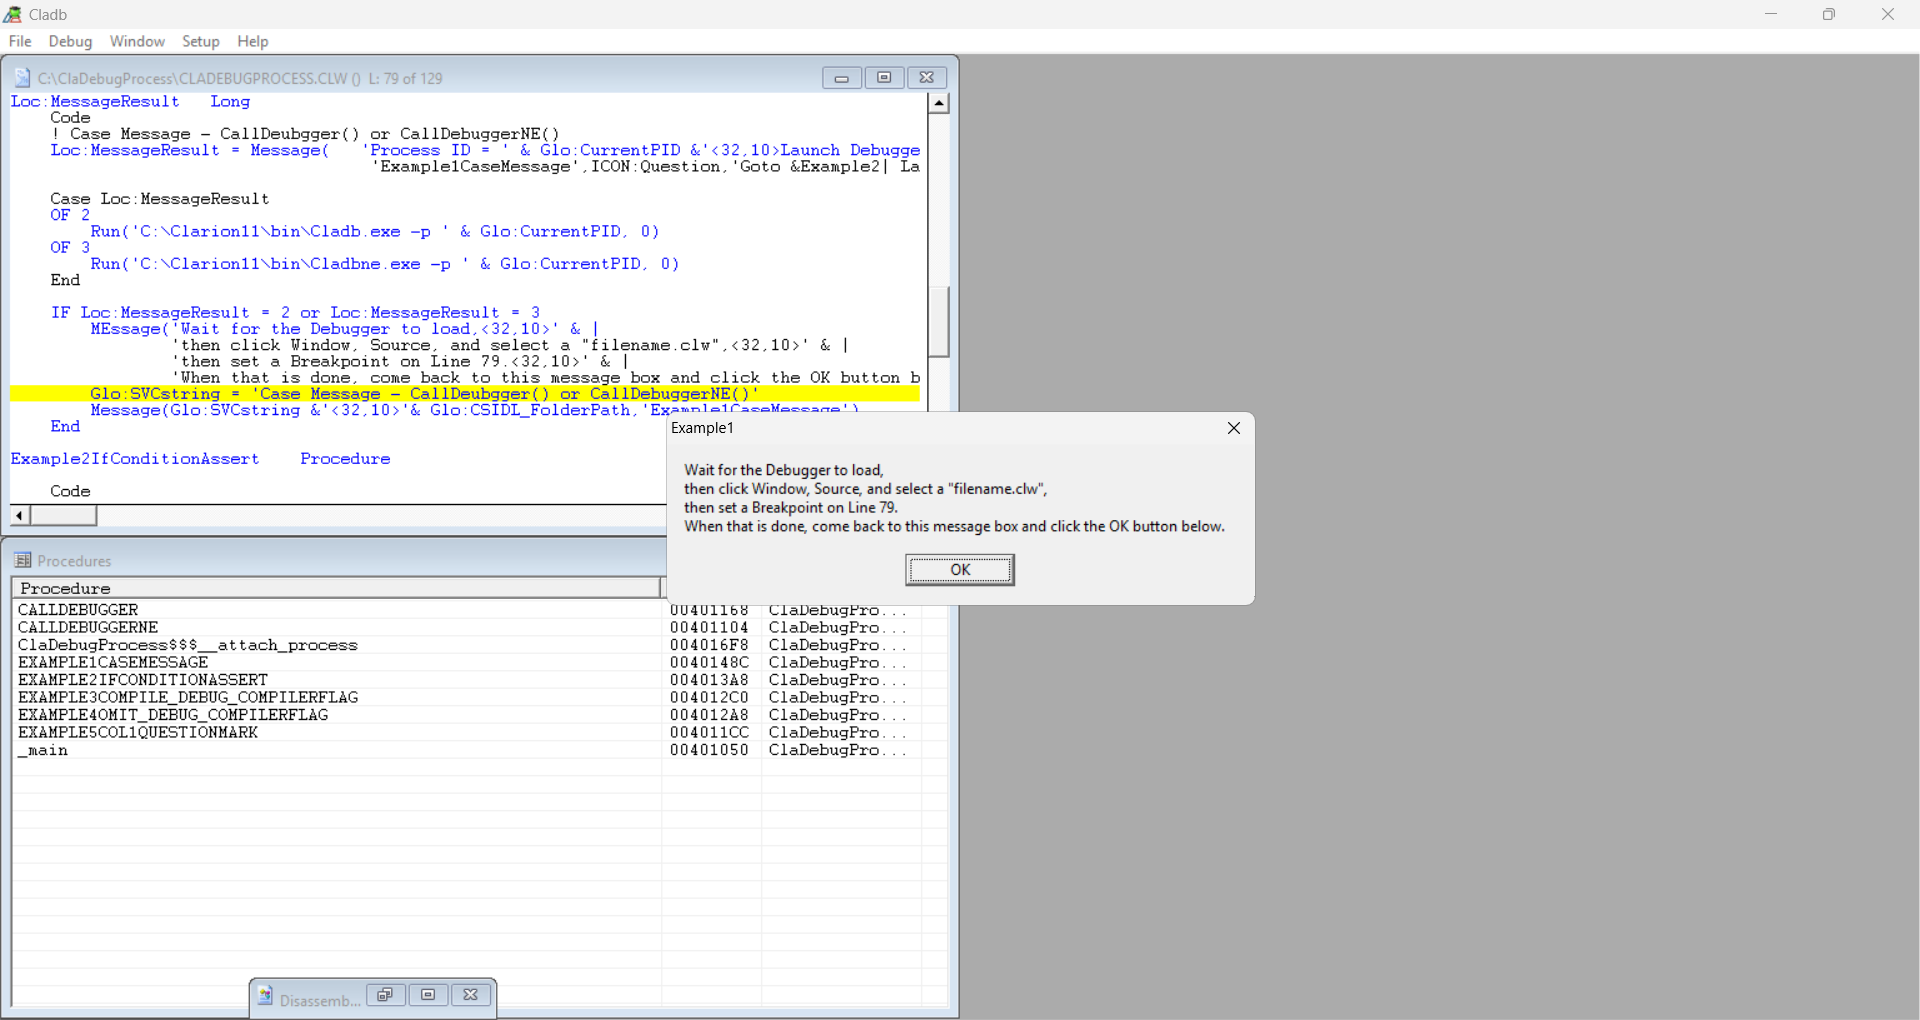 Cladb
File Debug Window Setup Help
C:\ClaDebugProcess\CLADEBUGPROCESS.CLW () L: 79 of 129
Loc:MessageResult Long
Code
! Case Message - CallDeubgger() or CallDebuggerNE()
Loc:MessageResult = Message( 'Process ID = ' & Glo:CurrentPID &'<32,10>Launch Debugge
'Example1CaseMessage',ICON:Question,'Goto &Example2| La
Case Loc:MessageResult
OF 2
Run('C:\Clarion11\bin\Cladb.exe -p ' & Glo:CurrentPID, 0)
OF 3
Run('C:\Clarion11\bin\Cladbne.exe -p ' & Glo:CurrentPID, 0)
End
IF Loc:MessageResult = 2 or Loc:MessageResult = 3
MEssage('Wait for the Debugger to load,<32,10>' & |
'then click Window, Source, and select a "filename.clw",<32,10>' & |
'then set a Breakpoint on Line 79.<32,10>' & |
'When that is done, come back to this message box and click the OK button b
Glo:SVCstring = 'Case Message - CallDeubgger() or CallDebuggerNE()'
Message(Glo:SVCstring &'<32,10>'& Glo:CSIDL_FolderPath,'Example1CaseMessage')
End
Example2IfConditionAssert Procedure
Code
Example1
Wait for the Debugger to load,
then click Window, Source, and select a "filename.clw",
then set a Breakpoint on Line 79.
When that is done, come back to this message box and click the OK button below.
OK
Procedures
Procedure
CALLDEBUGGER 00401168 ClaDebugPro...
CALLDEBUGGERNE 00401104 ClaDebugPro...
ClaDebugProcess$$$__attach_process 004016F8 ClaDebugPro...
EXAMPLE1CASEMESSAGE 0040148C ClaDebugPro...
EXAMPLE2IFCONDITIONASSERT 004013A8 ClaDebugPro...
EXAMPLE3COMPILE_DEBUG_COMPILERFLAG 004012C0 ClaDebugPro...
EXAMPLE4OMIT_DEBUG_COMPILERFLAG 004012A8 ClaDebugPro...
EXAMPLE5COL1QUESTIONMARK 004011CC ClaDebugPro...
_main 00401050 ClaDebugPro...
Disassemb...